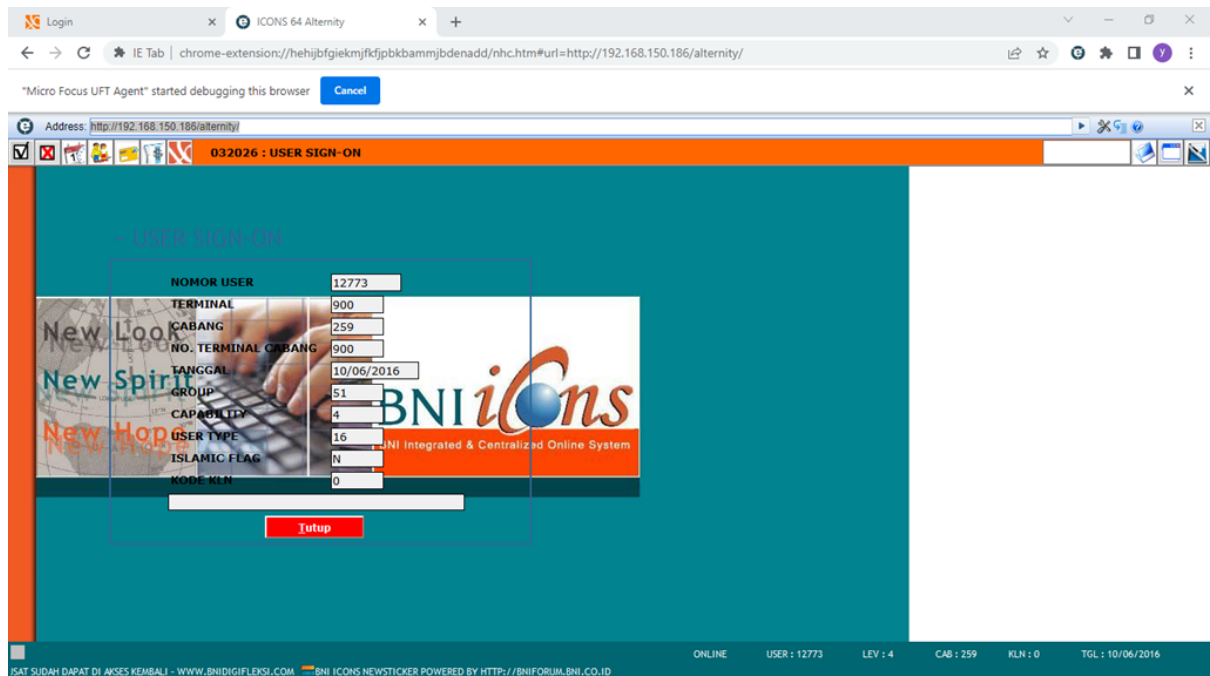 Login
ICONS 64 Alternity
IE Tab | chrome-extension://hehijbfgiekmjfkfjpbkbammjbdenadd/nhc.htm#url=http://192.168.150.186/alternity/
y
"Micro Focus UFT Agent" started debugging this browser
Cancel
Address: http://192.168.150.186/alternity/
032026 : USER SIGN-ON
- USER SIGN-ON
NOMOR USER 12773
TERMINAL 900
CABANG 259
NO. TERMINAL CABANG 900
TANGGAL 10/06/2016
GROUP 51
CAPABILITY 4
USER TYPE 16
ISLAMIC FLAG N
KODE KLN 0
Tutup
New Look
New Spirit
New Hope
BNI icons
BNI Integrated & Centralized Online System
ONLINE USER : 12773 LEV : 4 CAB : 259 KLN : 0 TGL : 10/06/2016
JSAT SUDAH DAPAT DI AKSES KEMBALI - WWW.BNIDIGIFLEKSI.COM BNI ICONS NEWSTICKER POWERED BY HTTP://BNIFORUM.BNI.CO.ID